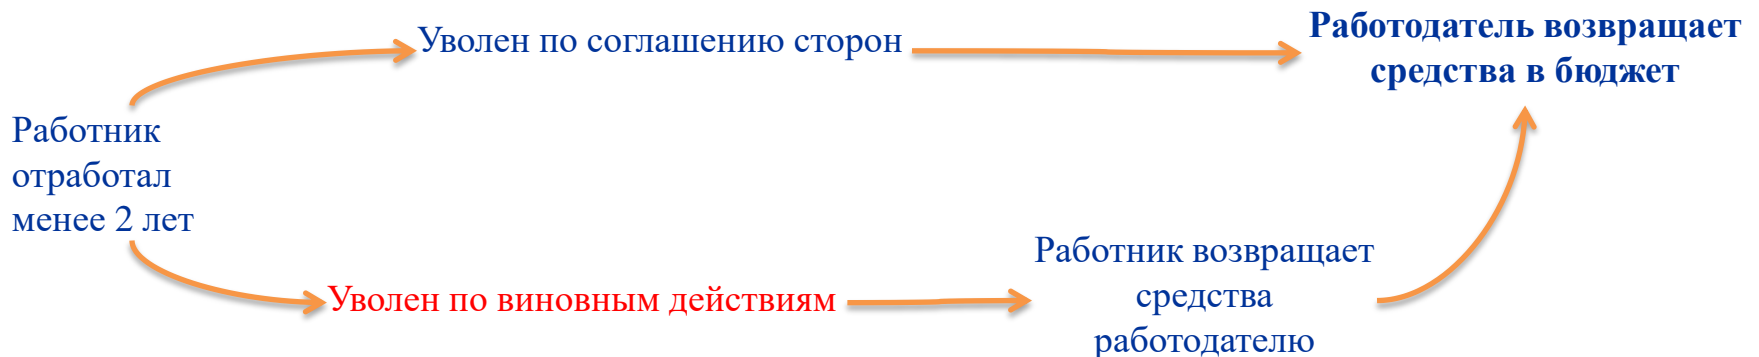 Уволен по соглашению сторон
Работодатель возвращает
средства в бюджет
Работник
отработал
менее 2 лет
Уволен по виновным действиям
Работник возвращает
средства
работодателю